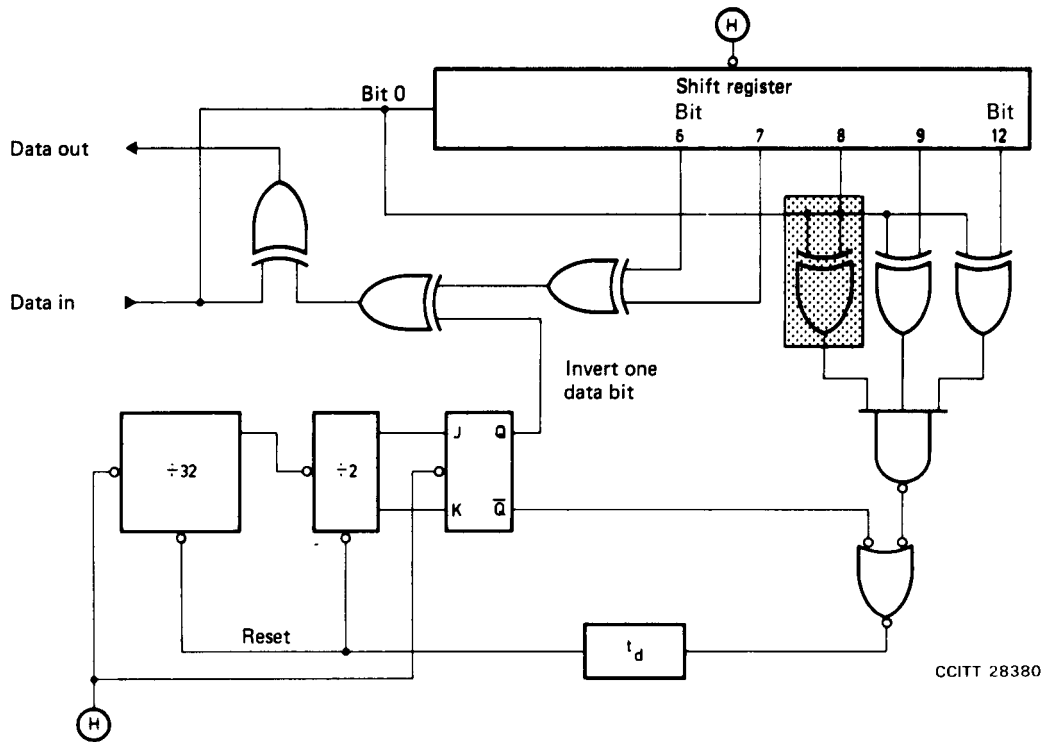 H
Shift register
Bit 0
Bit
Bit
6
7
8
9
12
Data out
Data in
Invert one
data bit
÷32
÷2
J
Q
K
Q̅
Reset
t_d
CCITT 28380
H